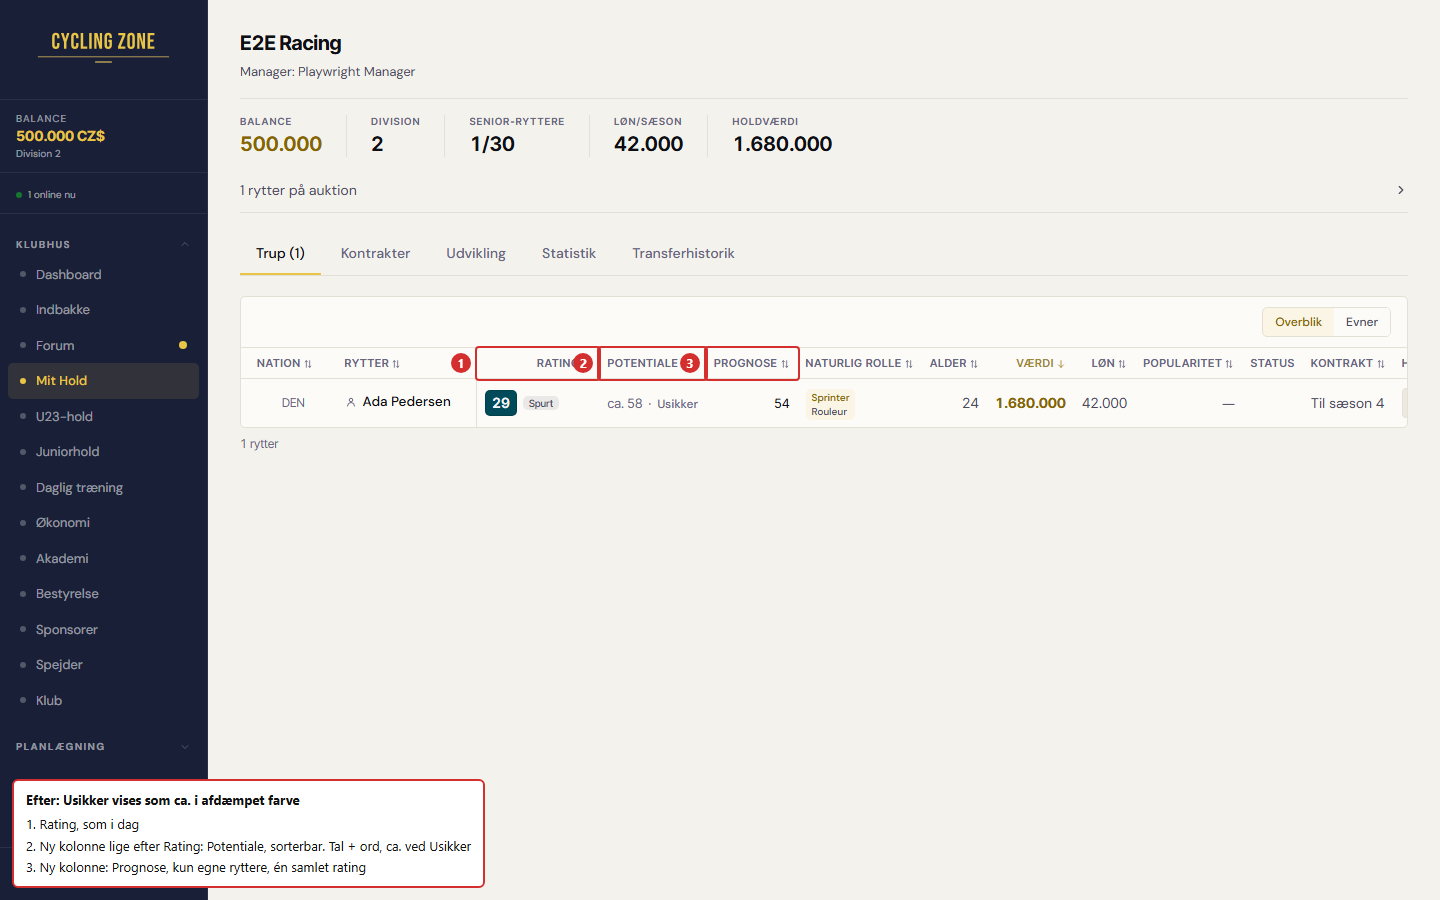 CYCLING ZONE
BALANCE
500.000 CZ$
Division 2
1 online nu
KLUBHUS
Dashboard
Indbakke
Forum
Mit Hold
U23-hold
Juniorhold
Daglig træning
Økonomi
Akademi
Bestyrelse
Sponsorer
Spejder
Klub
PLANLÆGNING
E2E Racing
Manager: Playwright Manager
BALANCE DIVISION SENIOR-RYTTERE LØN/SÆSON HOLDVÆRDI
500.000 2 1/30 42.000 1.680.000
1 rytter på auktion
Trup (1) Kontrakter Udvikling Statistik Transferhistorik
Overblik Evner
NATION RYTTER 1 RATING 2 POTENTIALE 3 PROGNOSE NATURLIG ROLLE ALDER VÆRDI LØN POPULARITET STATUS KONTRAKT
DEN Ada Pedersen 29 Spurt ca. 58 · Usikker 54 Sprinter 24 1.680.000 42.000 — Til sæson 4
Rouleur
1 rytter
Efter: Usikker vises som ca. i afdæmpet farve
1. Rating, som i dag
2. Ny kolonne lige efter Rating: Potentiale, sorterbar. Tal + ord, ca. ved Usikker
3. Ny kolonne: Prognose, kun egne ryttere, én samlet rating